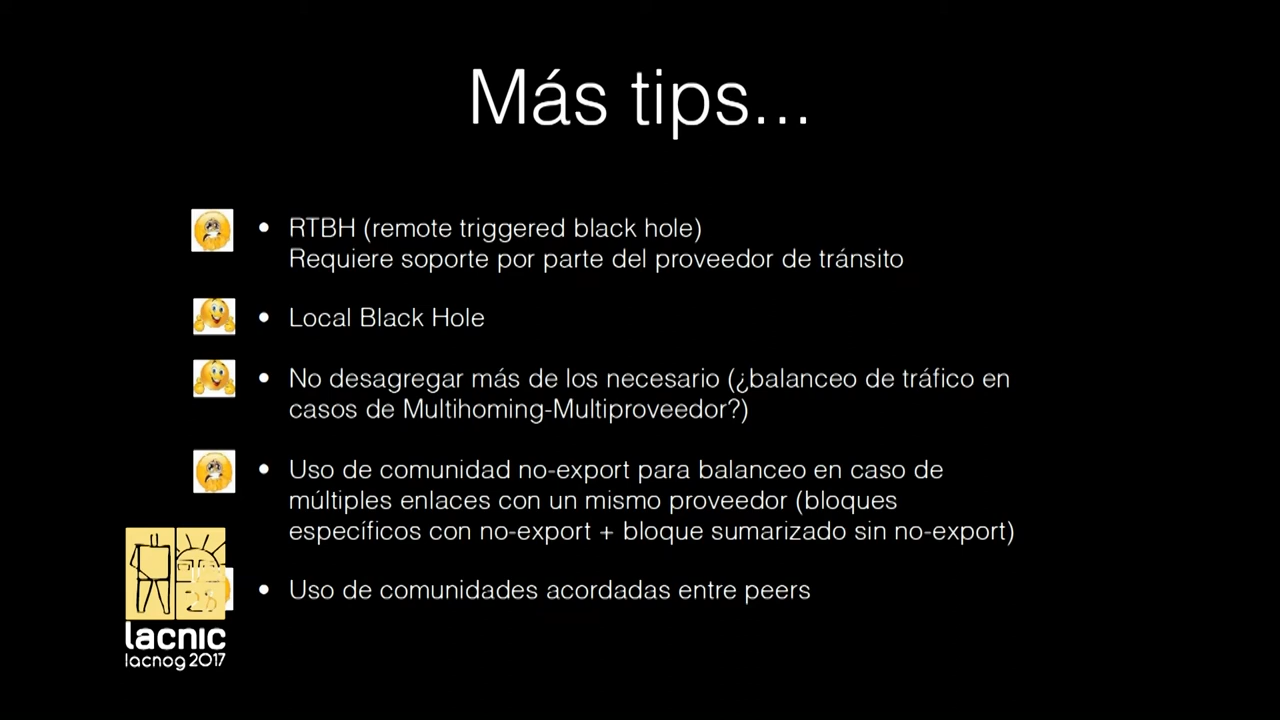 Más tips...
RTBH (remote triggered black hole)
Requiere soporte por parte del proveedor de tránsito
Local Black Hole
No desagregar más de los necesario (¿balanceo de tráfico en
casos de Multihoming-Multiproveedor?)
Uso de comunidad no-export para balanceo en caso de
múltiples enlaces con un mismo proveedor (bloques
específicos con no-export + bloque sumarizado sin no-export)
Uso de comunidades acordadas entre peers
lacnic
lacnog 2017